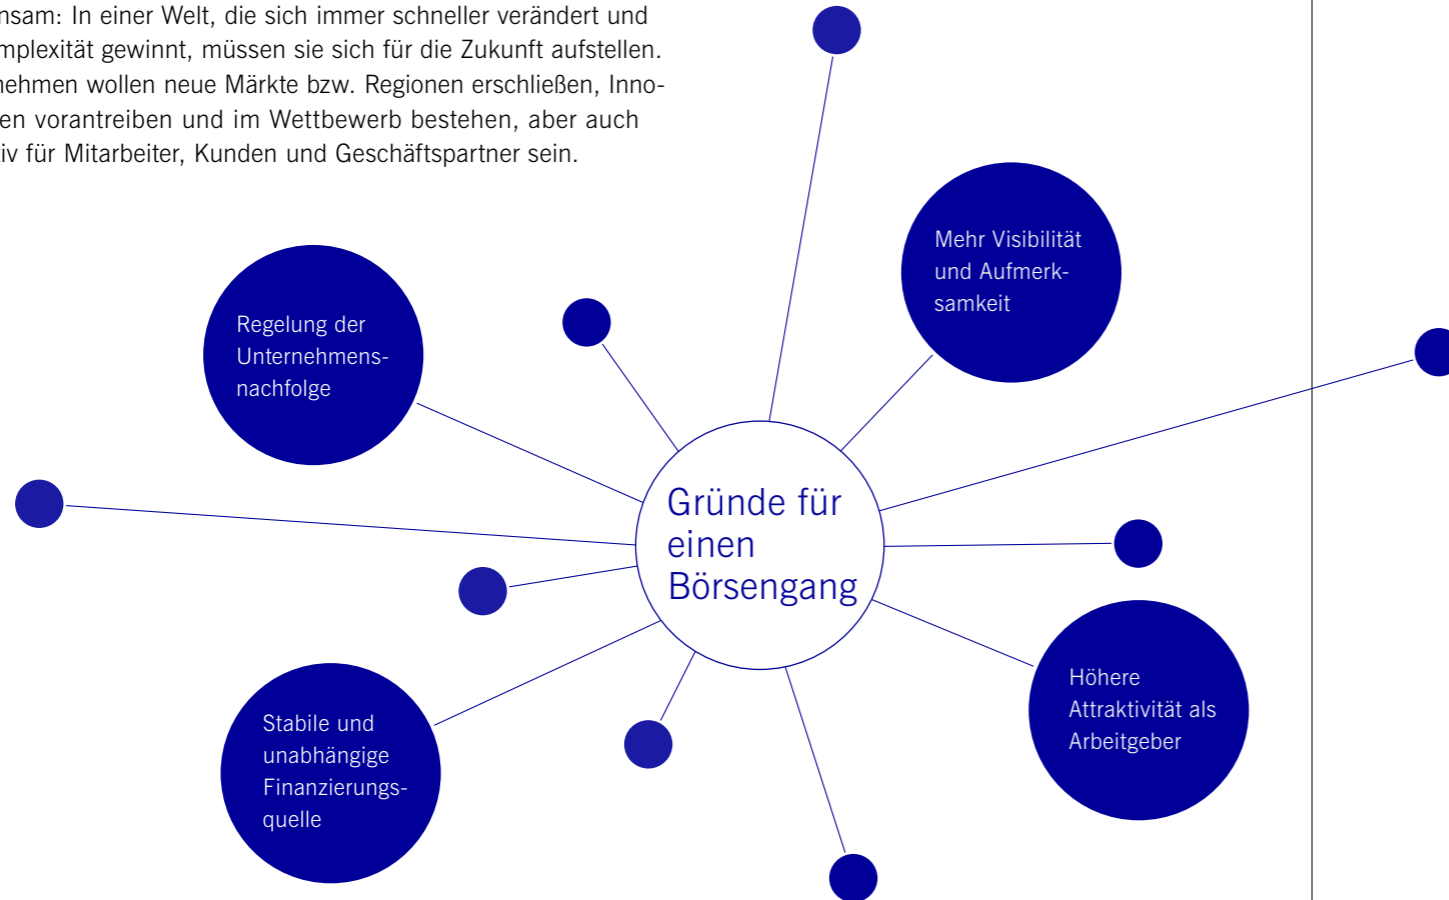 nsam: In einer Welt, die sich immer schneller verändert und
mplexität gewinnt, müssen sie sich für die Zukunft aufstellen.
nehmen wollen neue Märkte bzw. Regionen erschließen, Inno-
en vorantreiben und im Wettbewerb bestehen, aber auch
iv für Mitarbeiter, Kunden und Geschäftspartner sein.
Mehr Visibilität
und Aufmerk-
samkeit
Regelung der
Unternehmens-
nachfolge
Gründe für
einen
Börsengang
Höhere
Attraktivität als
Arbeitgeber
Stabile und
unabhängige
Finanzierungs-
quelle